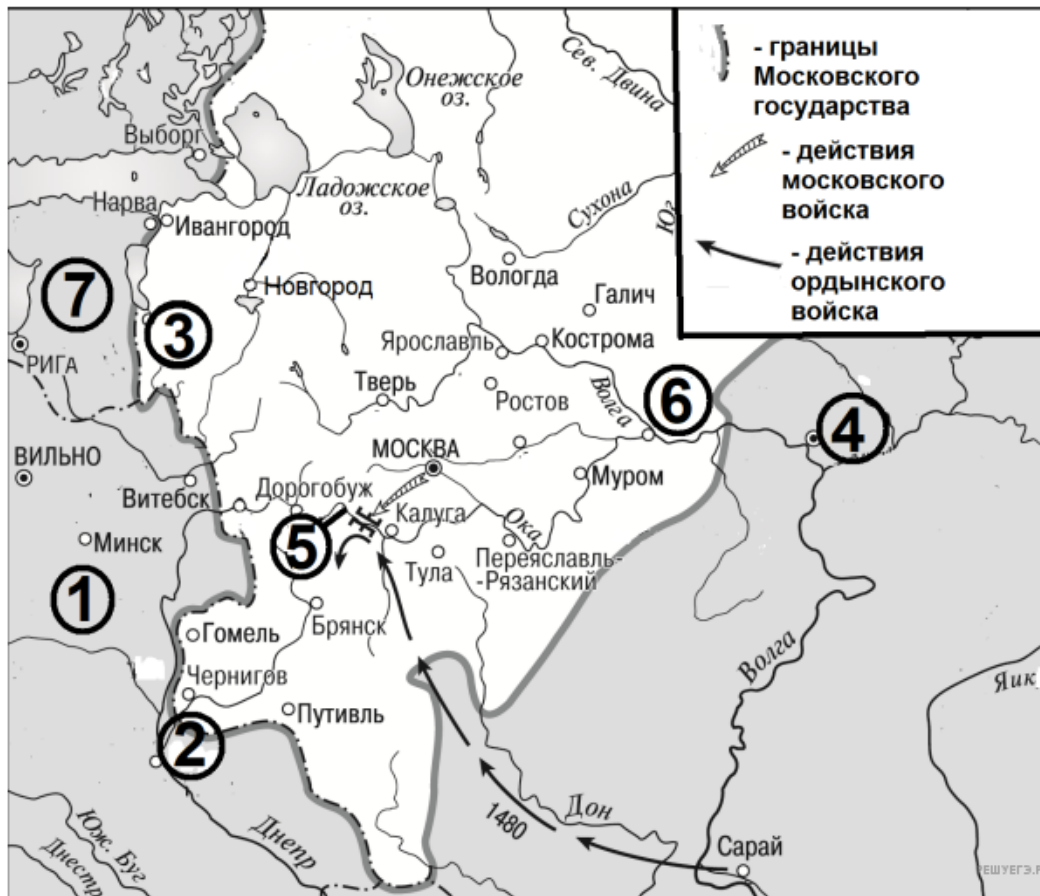 - границы
Московского
государства
- действия
московского
войска
- действия
ордынского
войска
Онежское
оз.
Сев. Двина
Выборг
Ладожское
оз.
Сухона
Юг
Нарва
Ивангород
Вологда
7
Новгород
Галич
3
Ярославль
Кострома
РИГА
Тверь
Ростов
Волга
6
4
МОСКВА
ВИЛЬНО
Муром
Витебск
Дорогобуж
Калуга
Ока
5
Минск
Тула
Переяславль-
-Рязанский
1
Брянск
Гомель
Волга
Чернигов
Яик
Путивль
2
1480
Дон
Юж. Буг
Днепр
Сарай
Днестр